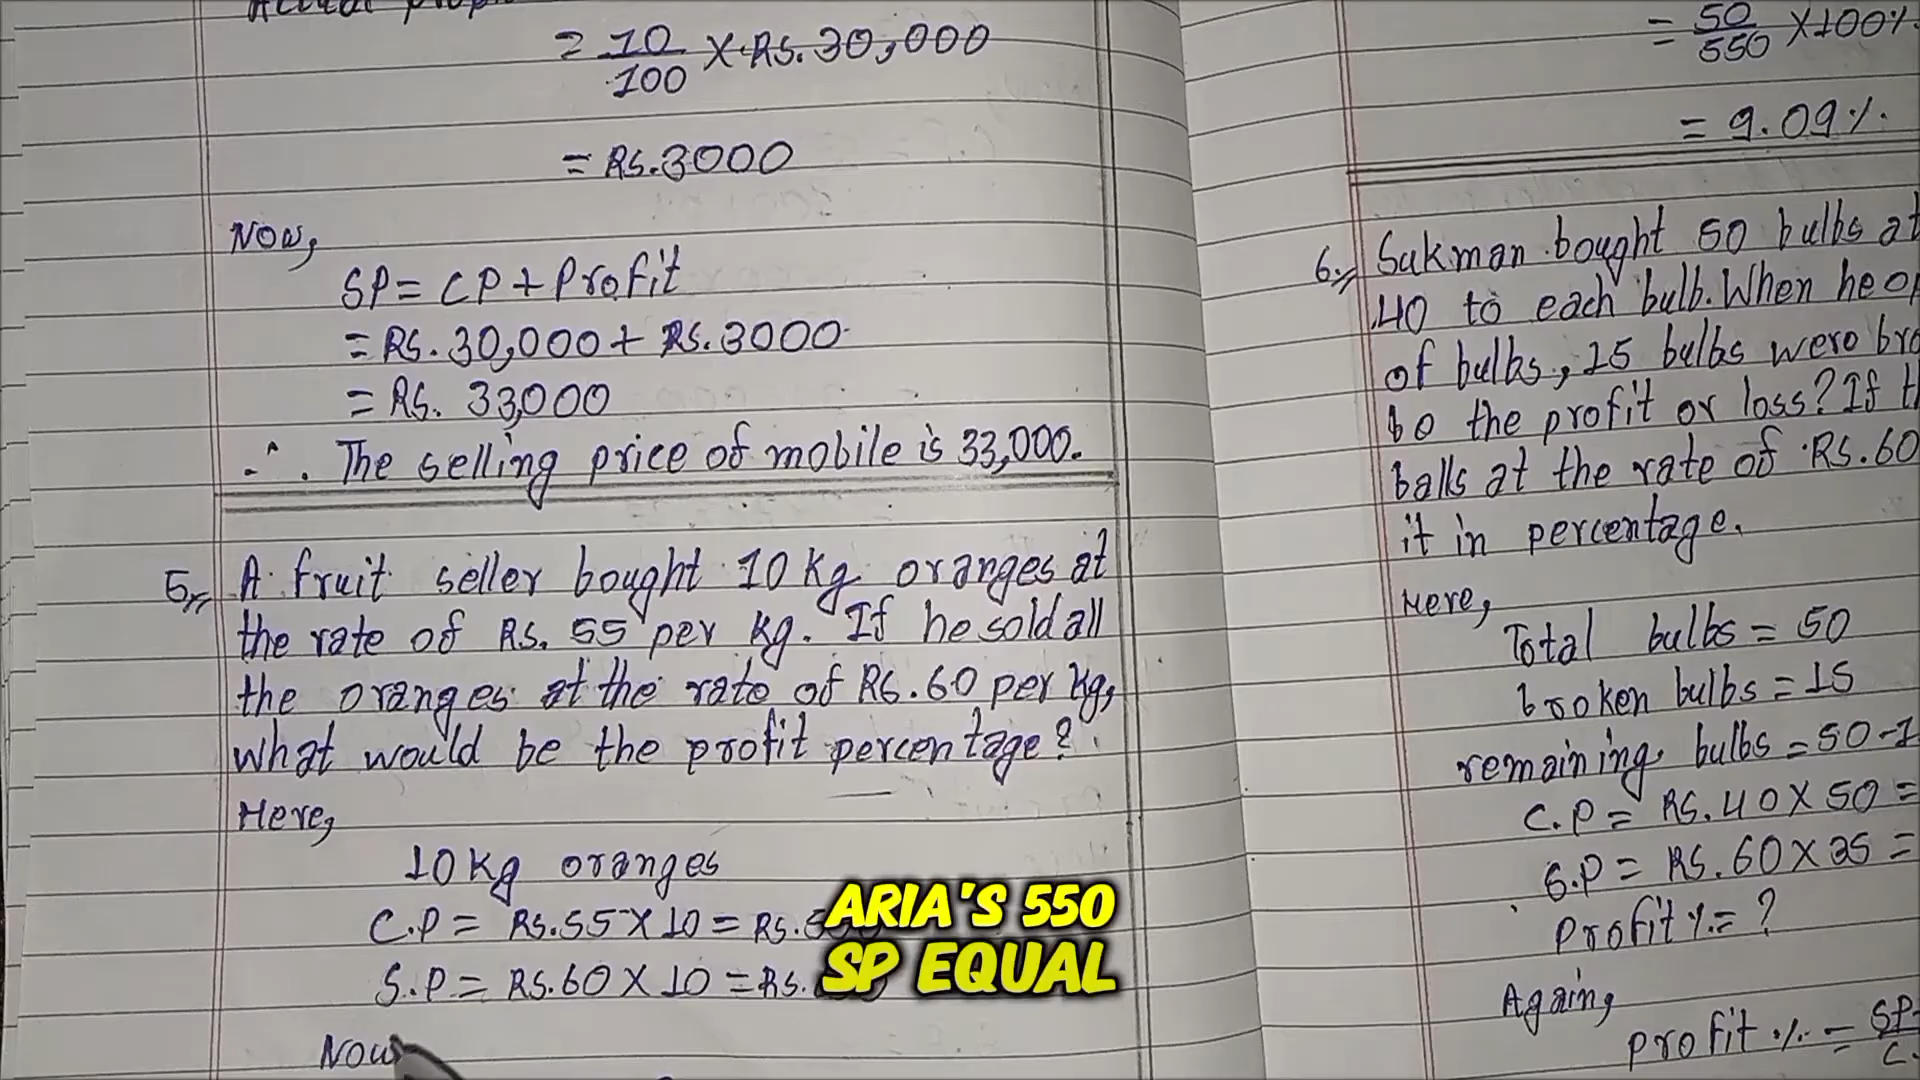 = 10/100 X Rs. 30,000
= Rs. 3000
Now,
SP = CP + Profit
= Rs. 30,000 + Rs. 3000
= Rs. 33,000
∴ The selling price of mobile is 33,000.
5. A fruit seller bought 10 kg oranges at
the rate of Rs. 55 per kg. If he sold all
the oranges at the rate of Rs. 60 per kg,
what would be the profit percentage?
Here,
10 kg oranges
C.P = Rs. 55 X 10 = Rs.
S.P = Rs. 60 X 10 = Rs.
Now
ARIA'S 550
SP EQUAL
= 50/550 X 100%
= 9.09%.
6. Sukman bought 50 bulbs at
40 to each bulb. When he
of bulbs, 15 bulbs were
be the profit or loss? If
balls at the rate of Rs. 60
it in percentage.
Here,
Total bulbs = 50
broken bulbs = 15
remaining bulbs = 50 -
C.P = Rs. 40 X 50 =
S.P = Rs. 60 X 35 =
Profit % = ?
Again,
profit % =